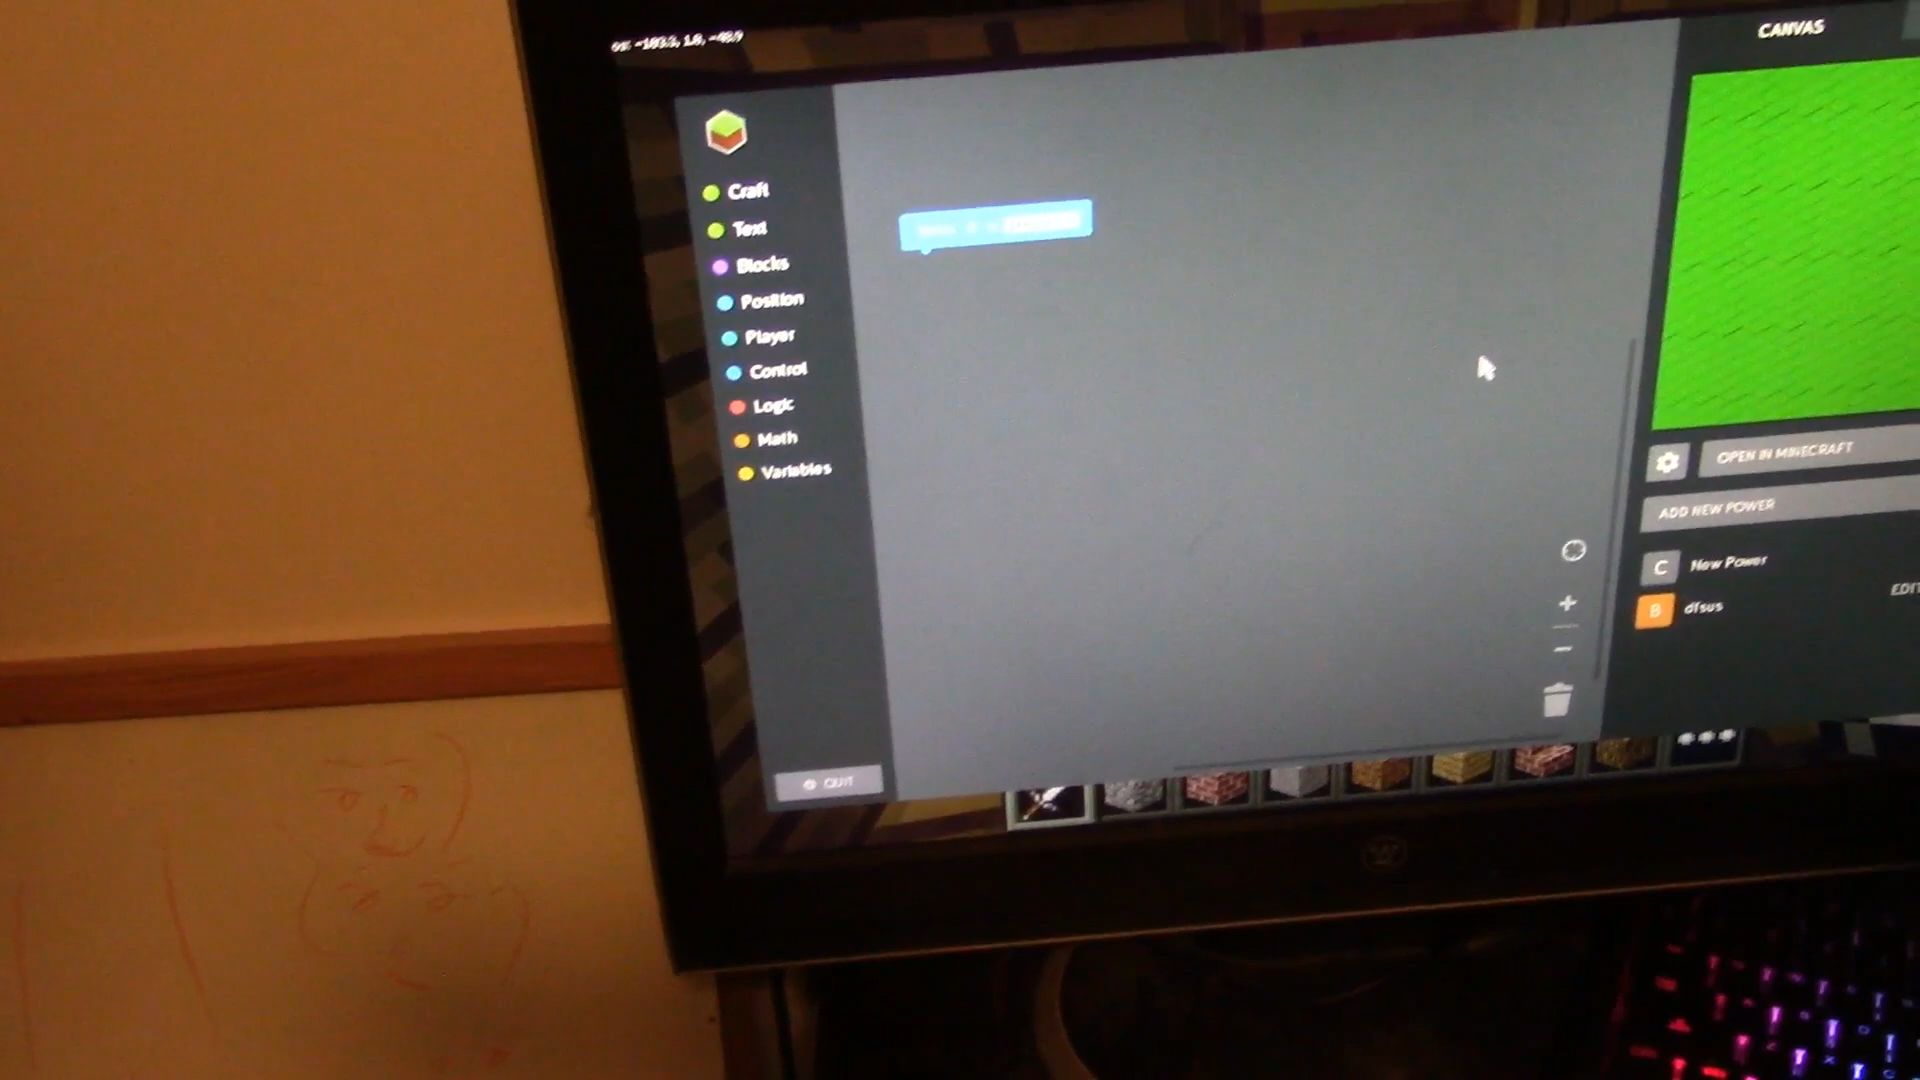 CANVAS
Craft
Text
Blocks
Position
Player
Control
Logic
Math
Variables
QUIT
OPEN IN MINECRAFT
ADD NEW POWER
C New Power
EDIT
B dfsus